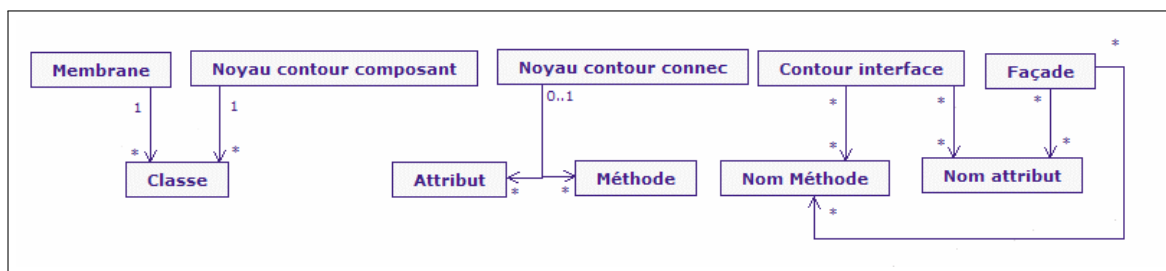 Membrane
Noyau contour composant
Noyau contour connec
Contour interface
Façade
*
1
1
0..1
*
*
*
*
*
*
*
*
*
Classe
Attribut
*
*
Méthode
Nom Méthode
Nom attribut
*